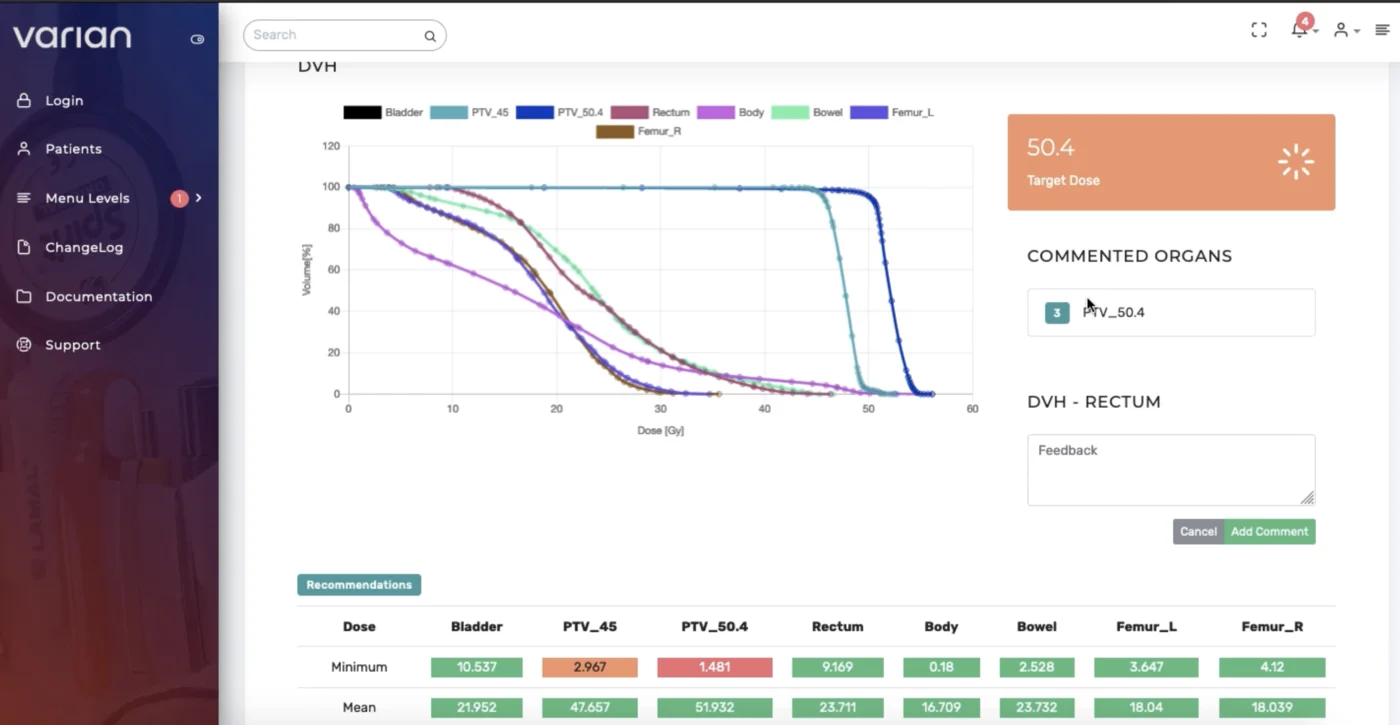 varian
Search
4
Login
Patients
Menu Levels 1
ChangeLog
Documentation
Support
DVH
Bladder PTV_45 PTV_50.4 Rectum Body Bowel Femur_L
Femur_R
120
100
80
60
40
20
0
Volume[%]
0 10 20 30 40 50 60
Dose [Gy]
50.4
Target Dose
COMMENTED ORGANS
3 PTV_50.4
DVH - RECTUM
Feedback
Cancel Add Comment
Recommendations
Dose Bladder PTV_45 PTV_50.4 Rectum Body Bowel Femur_L Femur_R
Minimum 10.537 2.967 1.481 9.169 0.18 2.528 3.647 4.12
Mean 21.952 47.657 51.932 23.711 16.709 23.732 18.04 18.039